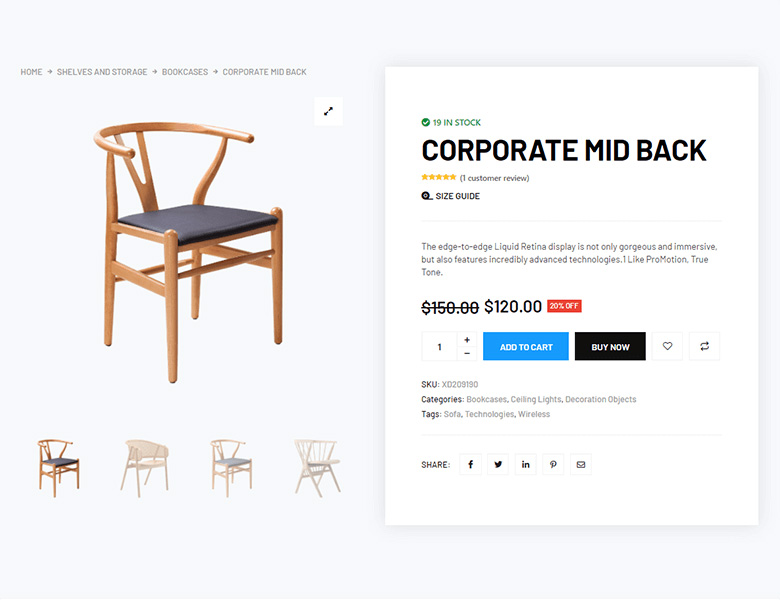 HOME → SHELVES AND STORAGE → BOOKCASES → CORPORATE MID BACK
19 IN STOCK
CORPORATE MID BACK
(1 customer review)
SIZE GUIDE
The edge-to-edge Liquid Retina display is not only gorgeous and immersive,
but also features incredibly advanced technologies.1 Like ProMotion, True
Tone.
$150.00 $120.00 20% OFF
1 + − ADD TO CART BUY NOW
SKU: XD209190
Categories: Bookcases, Ceiling Lights, Decoration Objects
Tags: Sofa, Technologies, Wireless
SHARE: